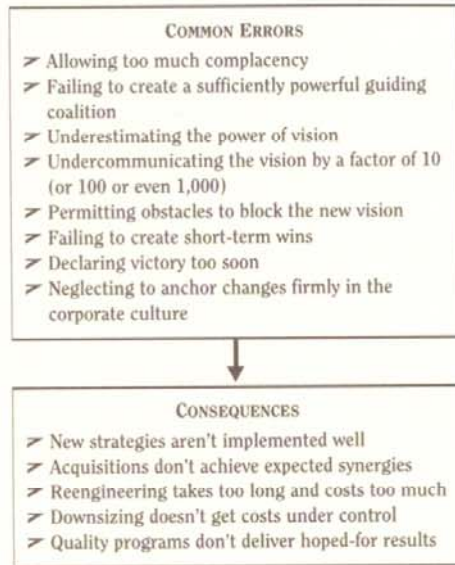 COMMON ERRORS
➢ Allowing too much complacency
➢ Failing to create a sufficiently powerful guiding
coalition
➢ Underestimating the power of vision
➢ Undercommunicating the vision by a factor of 10
(or 100 or even 1,000)
➢ Permitting obstacles to block the new vision
➢ Failing to create short-term wins
➢ Declaring victory too soon
➢ Neglecting to anchor changes firmly in the
corporate culture
CONSEQUENCES
➢ New strategies aren't implemented well
➢ Acquisitions don't achieve expected synergies
➢ Reengineering takes too long and costs too much
➢ Downsizing doesn't get costs under control
➢ Quality programs don't deliver hoped-for results